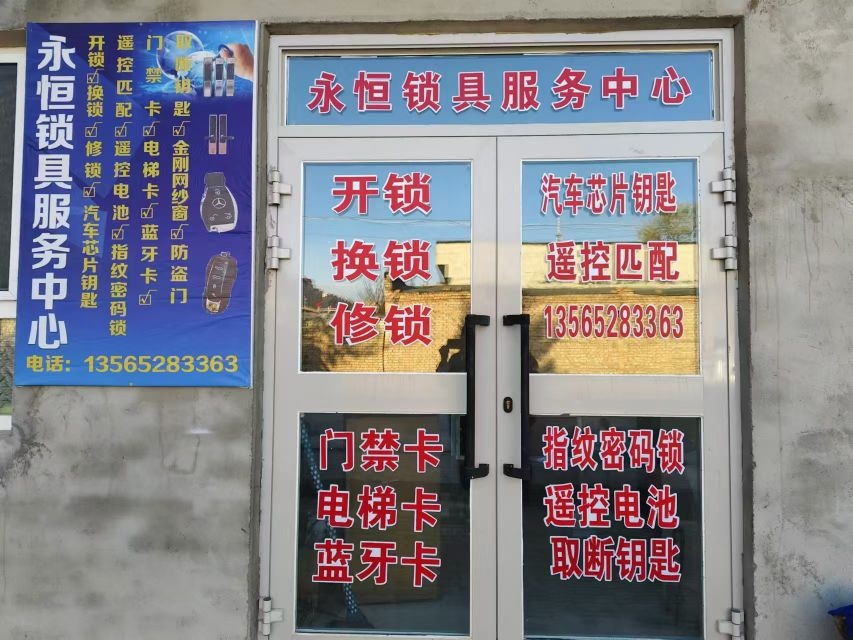 永恒锁具服务中心
开锁☑换锁☑修锁☑汽车芯片钥匙
遥控匹配☑遥控电池☑指纹密码锁
门禁卡☑电梯卡☑蓝牙卡☑
取断钥匙☑金刚网纱窗☑防盗门
电话：13565283363
永恒锁具服务中心
开锁
换锁
修锁
汽车芯片钥匙
遥控匹配
13565283363
门禁卡
电梯卡
蓝牙卡
指纹密码锁
遥控电池
取断钥匙